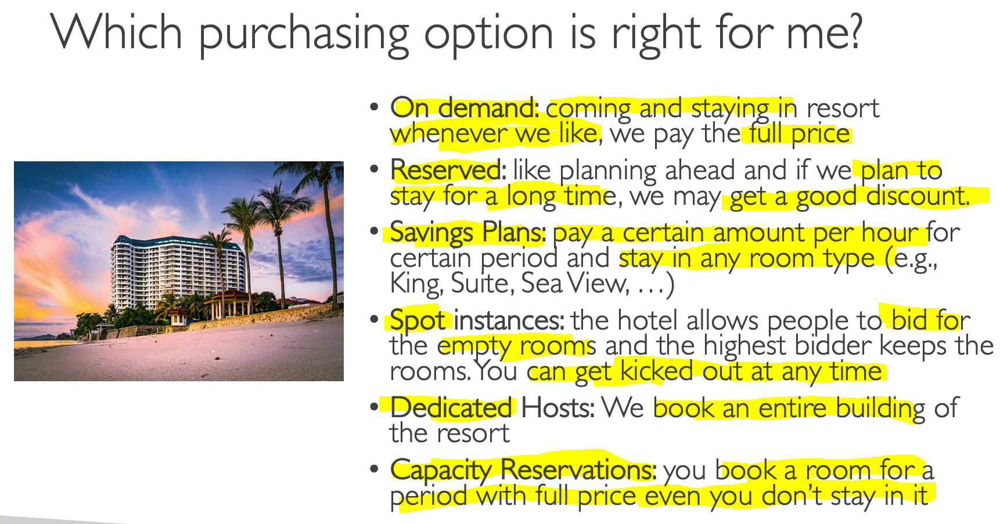 Which purchasing option is right for me?
• On demand: coming and staying in resort
whenever we like, we pay the full price
• Reserved: like planning ahead and if we plan to
stay for a long time, we may get a good discount.
• Savings Plans: pay a certain amount per hour for
certain period and stay in any room type (e.g.,
King, Suite, Sea View, …)
• Spot instances: the hotel allows people to bid for
the empty rooms and the highest bidder keeps the
rooms. You can get kicked out at any time
• Dedicated Hosts: We book an entire building of
the resort
• Capacity Reservations: you book a room for a
period with full price even you don't stay in it